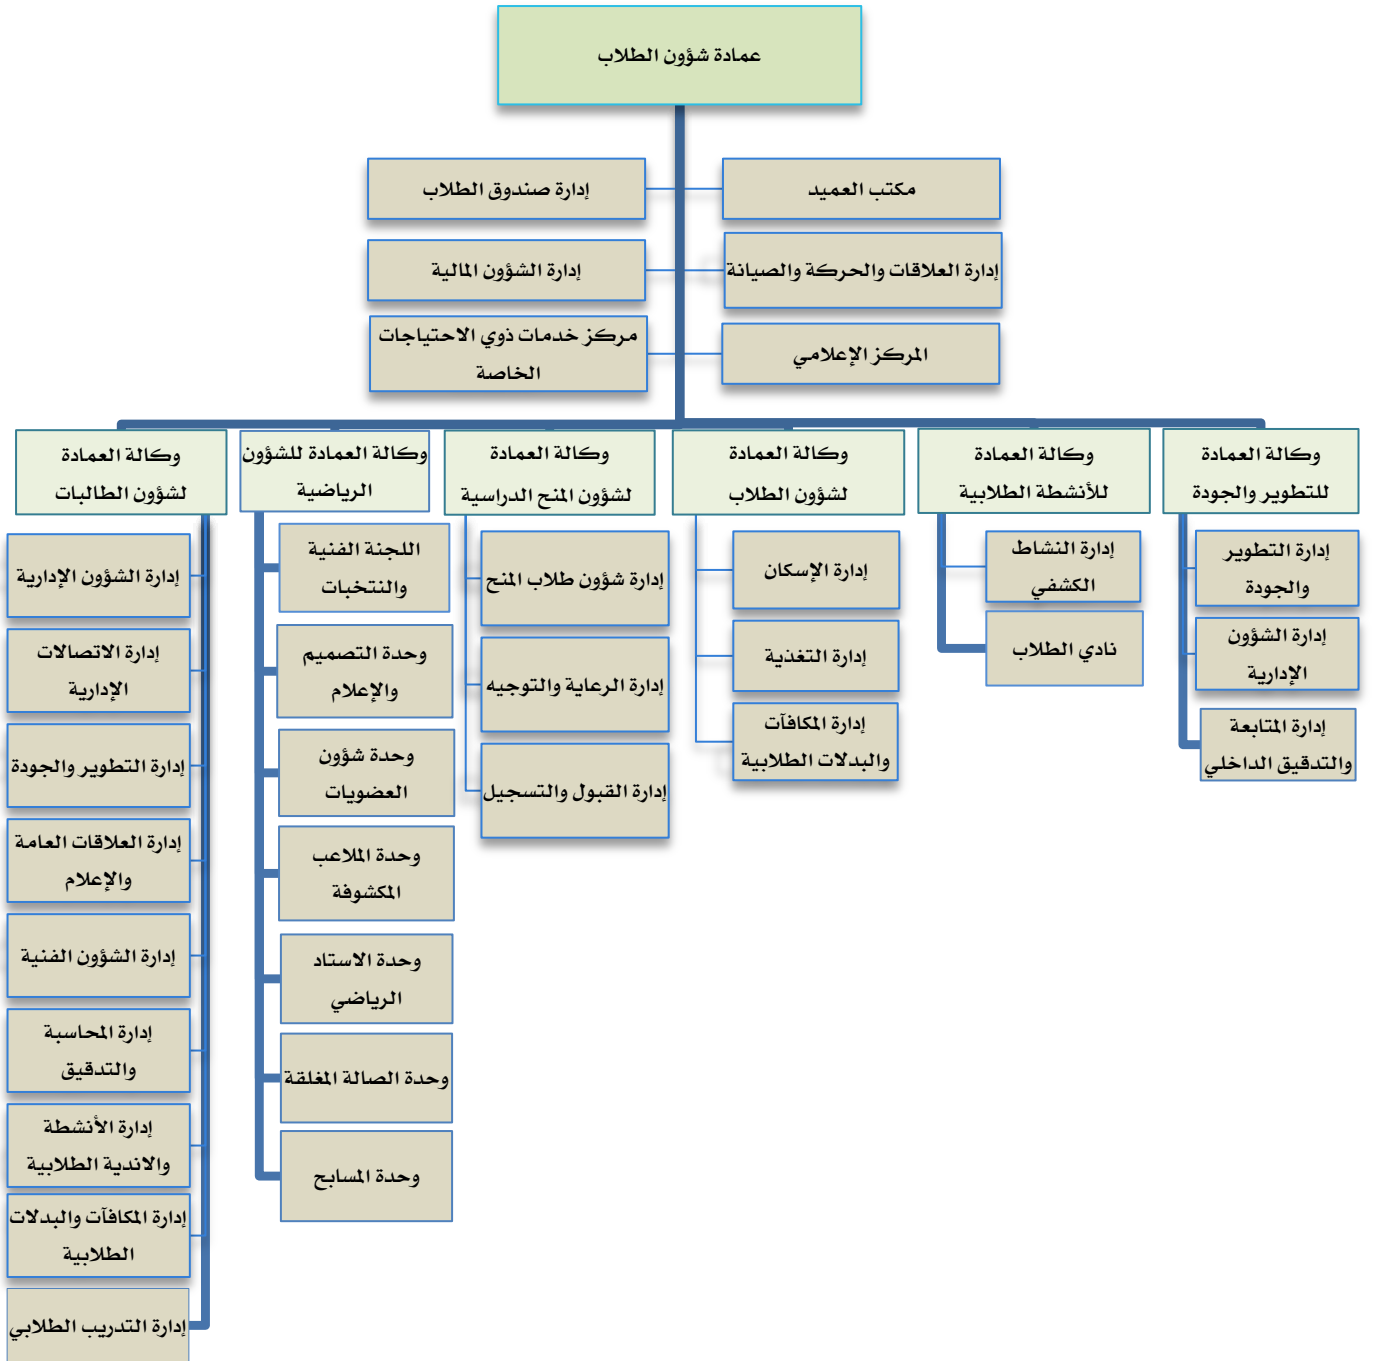 عمادة شؤون الطلاب
مكتب العميد
إدارة صندوق الطلاب
إدارة العلاقات والحركة والصيانة
إدارة الشؤون المالية
المركز الإعلامي
مركز خدمات ذوي الاحتياجات
الخاصة
وكالة العمادة
للتطوير والجودة
إدارة التطوير
والجودة
إدارة الشؤون
الإدارية
إدارة المتابعة
والتدقيق الداخلي
وكالة العمادة
للأنشطة الطلابية
إدارة النشاط
الكشفي
نادي الطلاب
وكالة العمادة
لشؤون الطلاب
إدارة الإسكان
إدارة التغذية
إدارة المكافآت
والبدلات الطلابية
وكالة العمادة
لشؤون المنح الدراسية
إدارة شؤون طلاب المنح
إدارة الرعاية والتوجيه
إدارة القبول والتسجيل
وكالة العمادة للشؤون
الرياضية
اللجنة الفنية
والنتخبات
وحدة التصميم
والإعلام
وحدة شؤون
العضويات
وحدة الملاعب
المكشوفة
وحدة الاستاد
الرياضي
وحدة الصالة المغلقة
وحدة المسابح
وكالة العمادة
لشؤون الطالبات
إدارة الشؤون الإدارية
إدارة الاتصالات
الإدارية
إدارة التطوير والجودة
إدارة العلاقات العامة
والإعلام
إدارة الشؤون الفنية
إدارة المحاسبة
والتدقيق
إدارة الأنشطة
والاندية الطلابية
إدارة المكافآت والبدلات
الطلابية
إدارة التدريب الطلابي